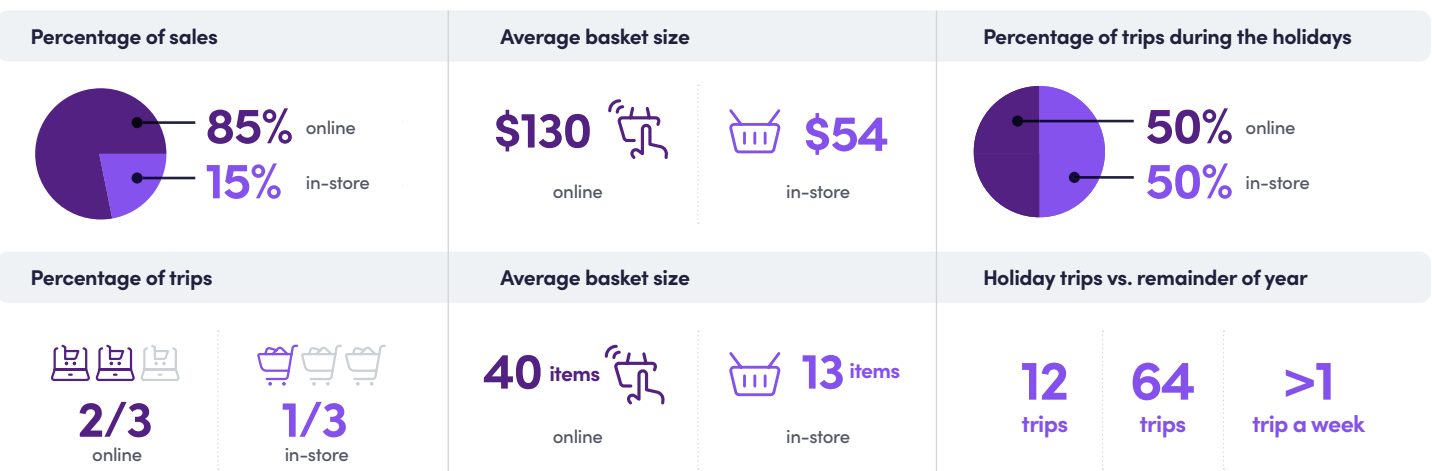 Percentage of sales
85% online
15% in-store
Average basket size
$130
online
$54
in-store
Percentage of trips during the holidays
50% online
50% in-store
Percentage of trips
2/3
online
1/3
in-store
Average basket size
40 items
online
13 items
in-store
Holiday trips vs. remainder of year
12
trips
64
trips
>1
trip a week